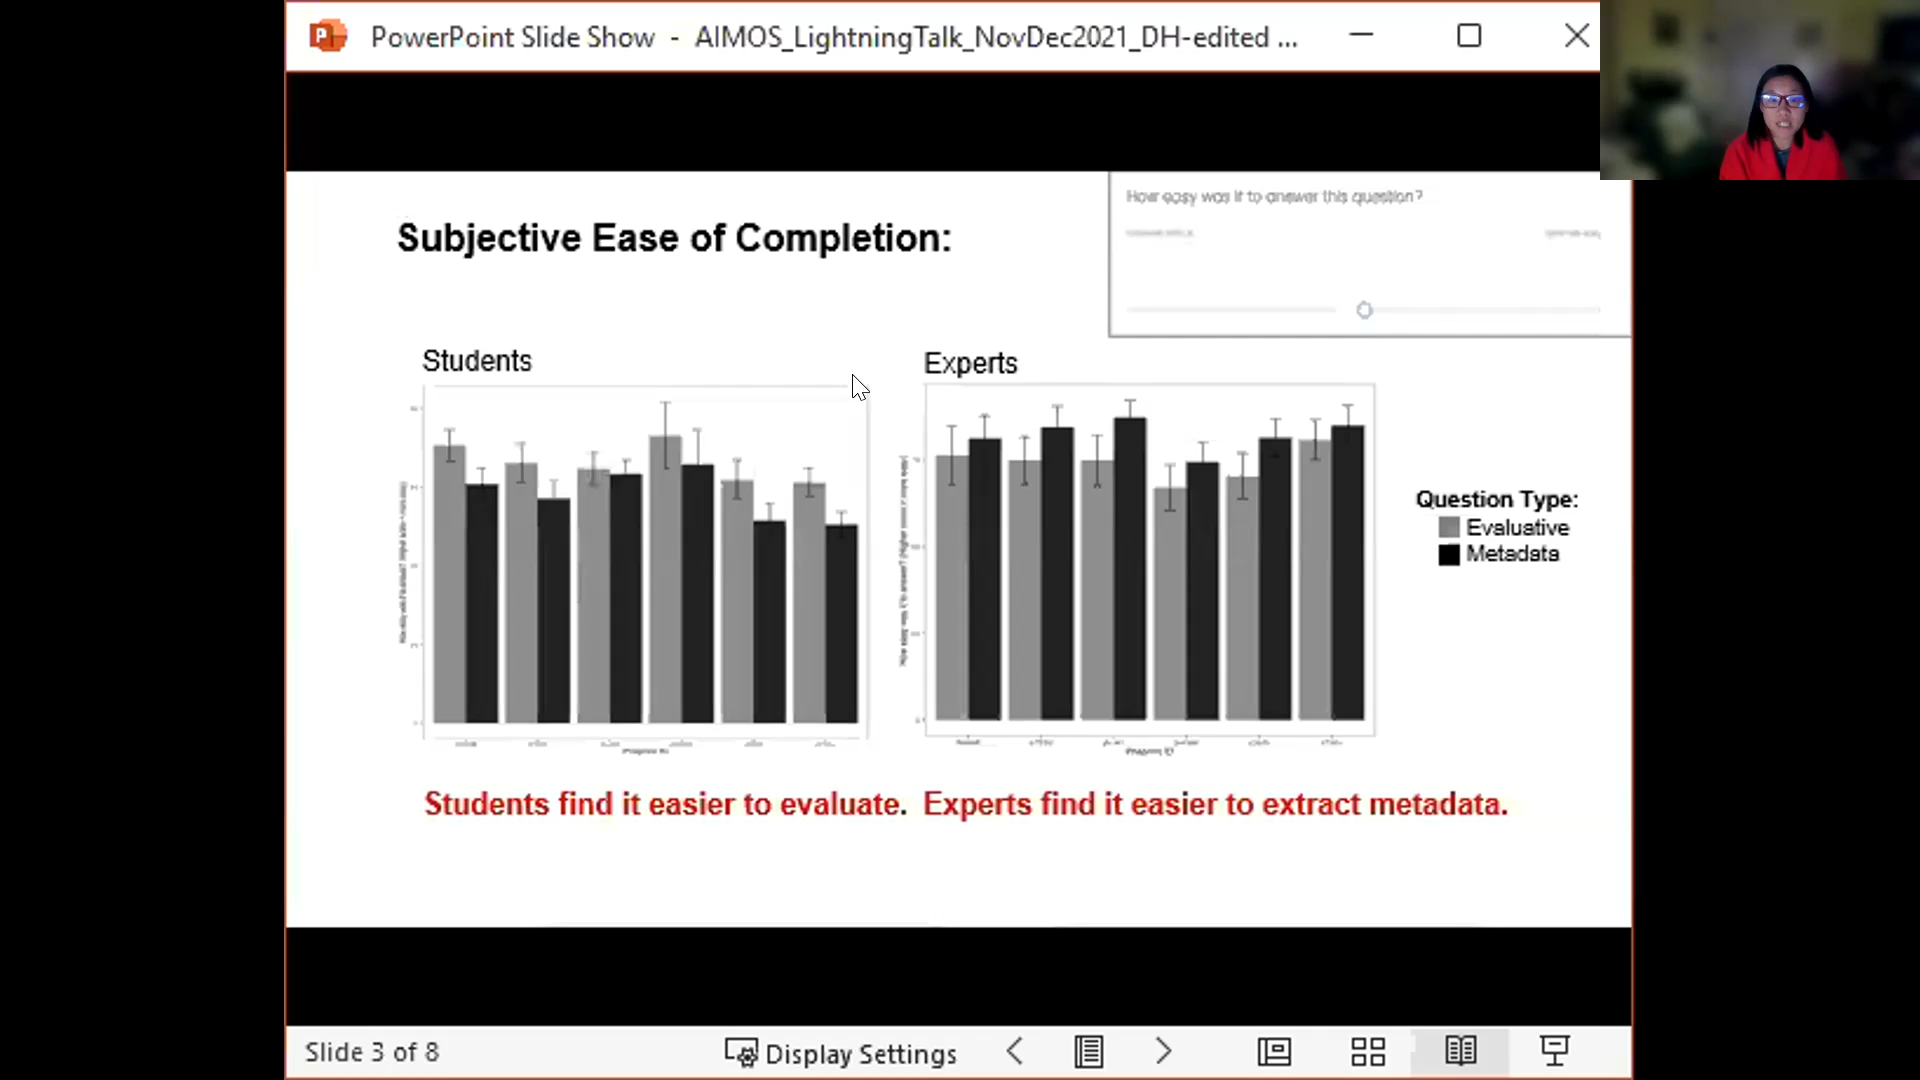 PowerPoint Slide Show - AIMOS_LightningTalk_NovDec2021_DH-edited ...
How easy was it to answer this question?
Subjective Ease of Completion:
Students
Experts
Question Type:
Evaluative
Metadata
Students find it easier to evaluate. Experts find it easier to extract metadata.
Slide 3 of 8
Display Settings